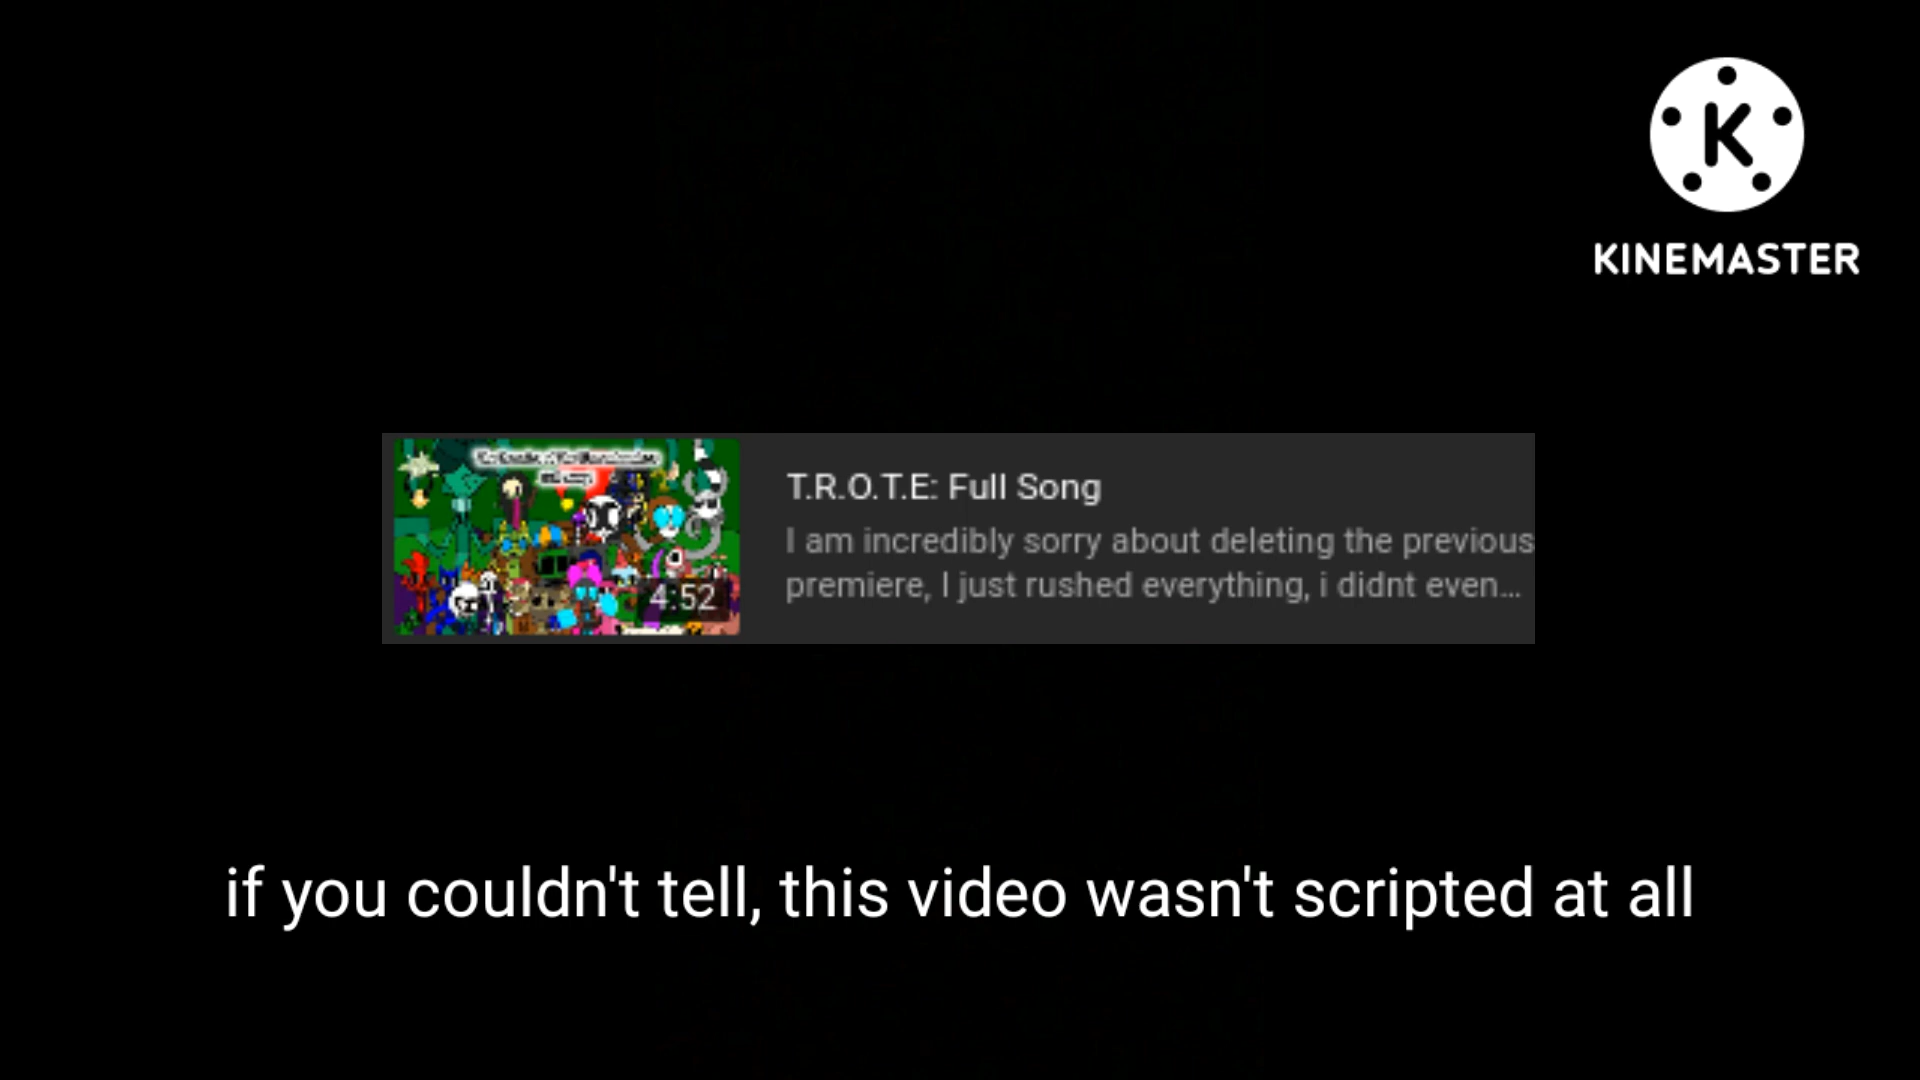 K
KINEMASTER
T.R.O.T.E: Full Song
I am incredibly sorry about deleting the previous
premiere, I just rushed everything, i didnt even...
4:52
if you couldn't tell, this video wasn't scripted at all